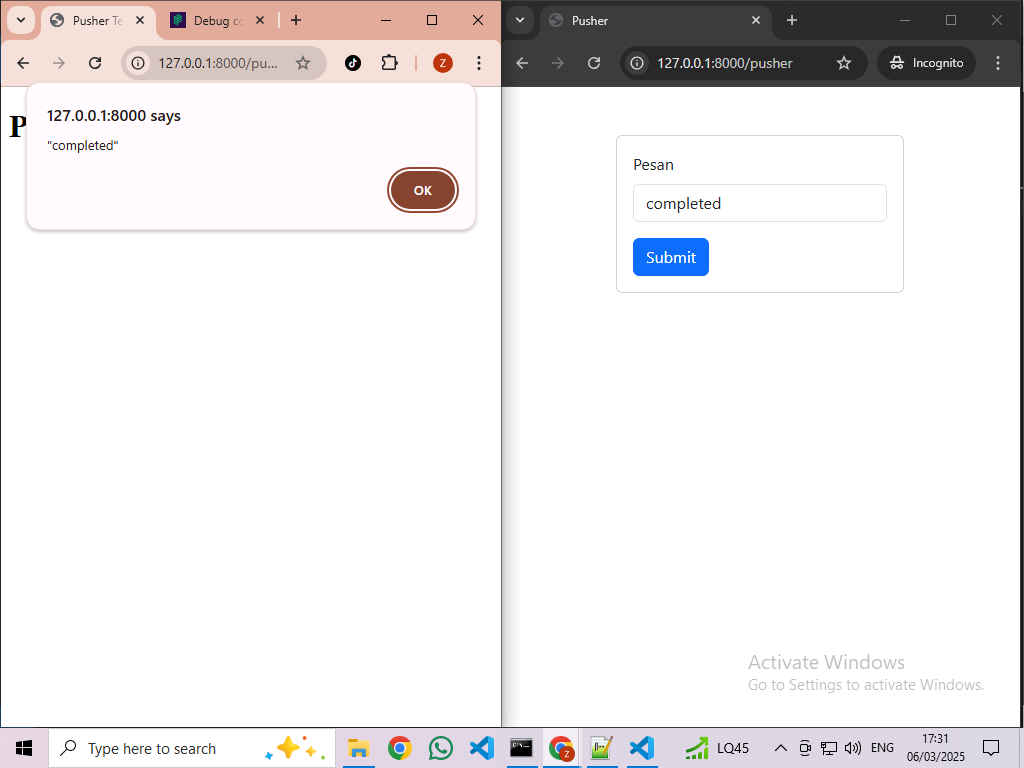 Pusher Te
Debug co
127.0.0.1:8000/pu...
Z
P
127.0.0.1:8000 says
"completed"
OK
Pusher
127.0.0.1:8000/pusher
Incognito
Pesan
completed
Submit
Activate Windows
Go to Settings to activate Windows.
Type here to search
Z
LQ45
ENG
17:31
06/03/2025